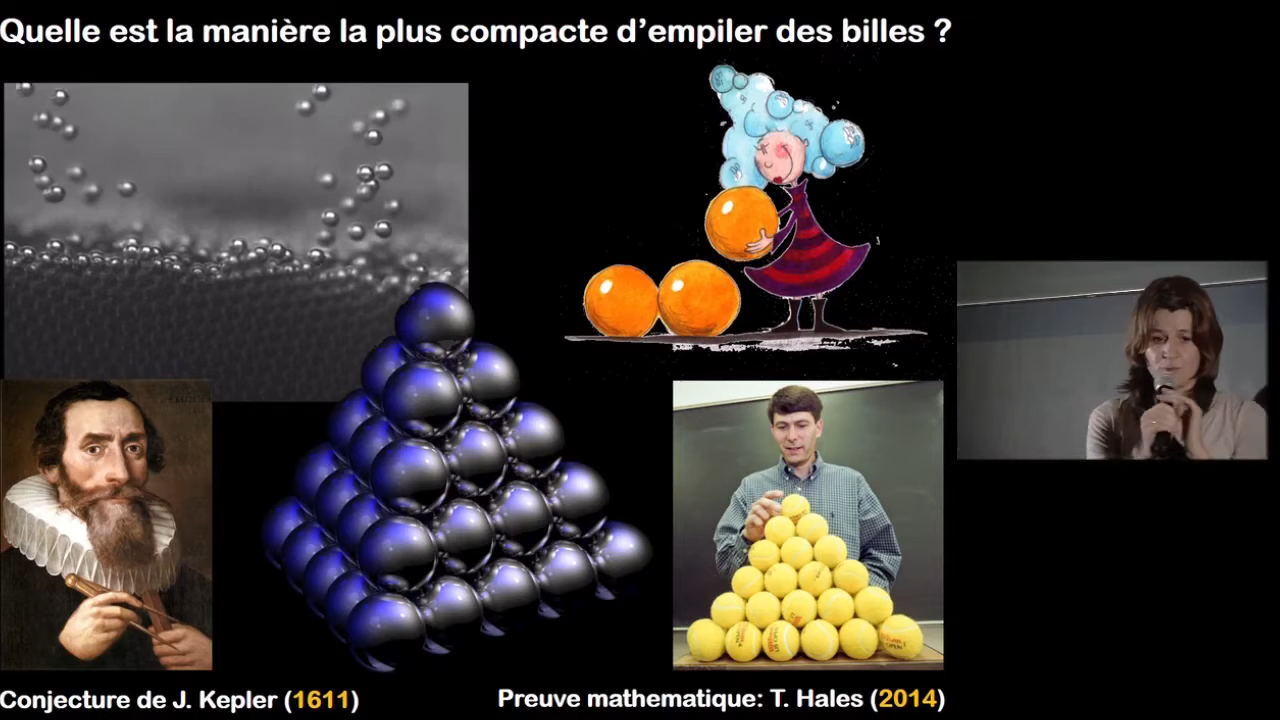 Quelle est la manière la plus compacte d’empiler des billes ?
Conjecture de J. Kepler (1611)
Preuve mathematique: T. Hales (2014)